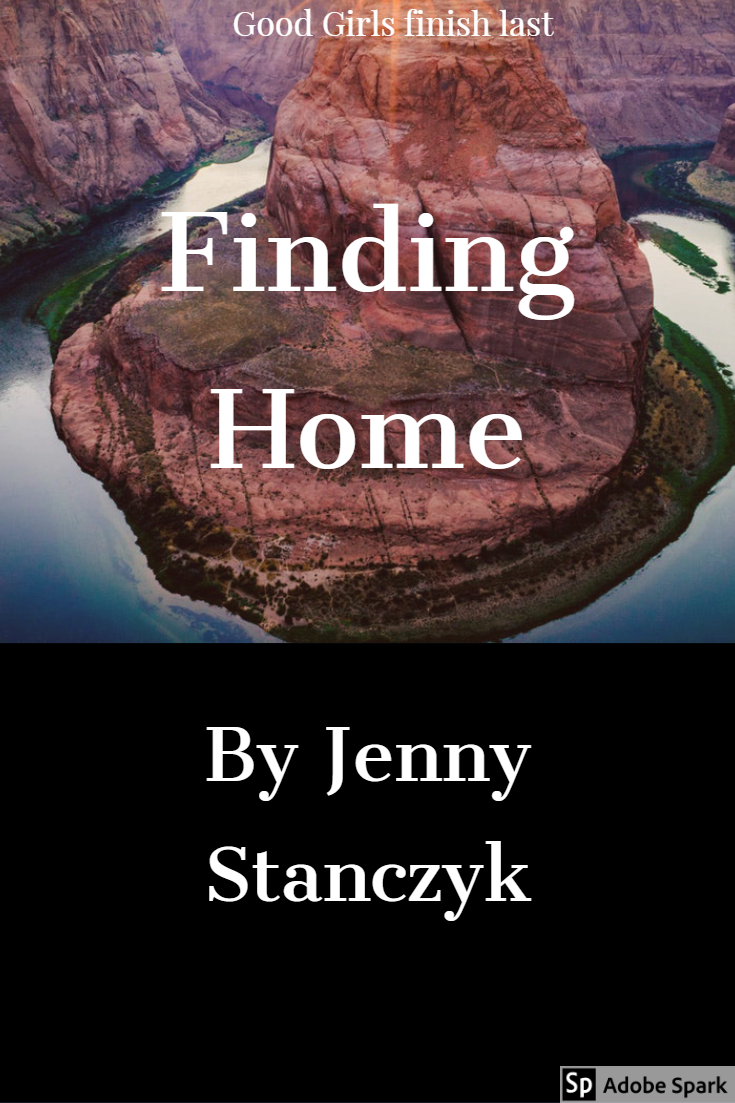 Good Girls finish last
Finding
Home
By Jenny
Stanczyk
Sp Adobe Spark